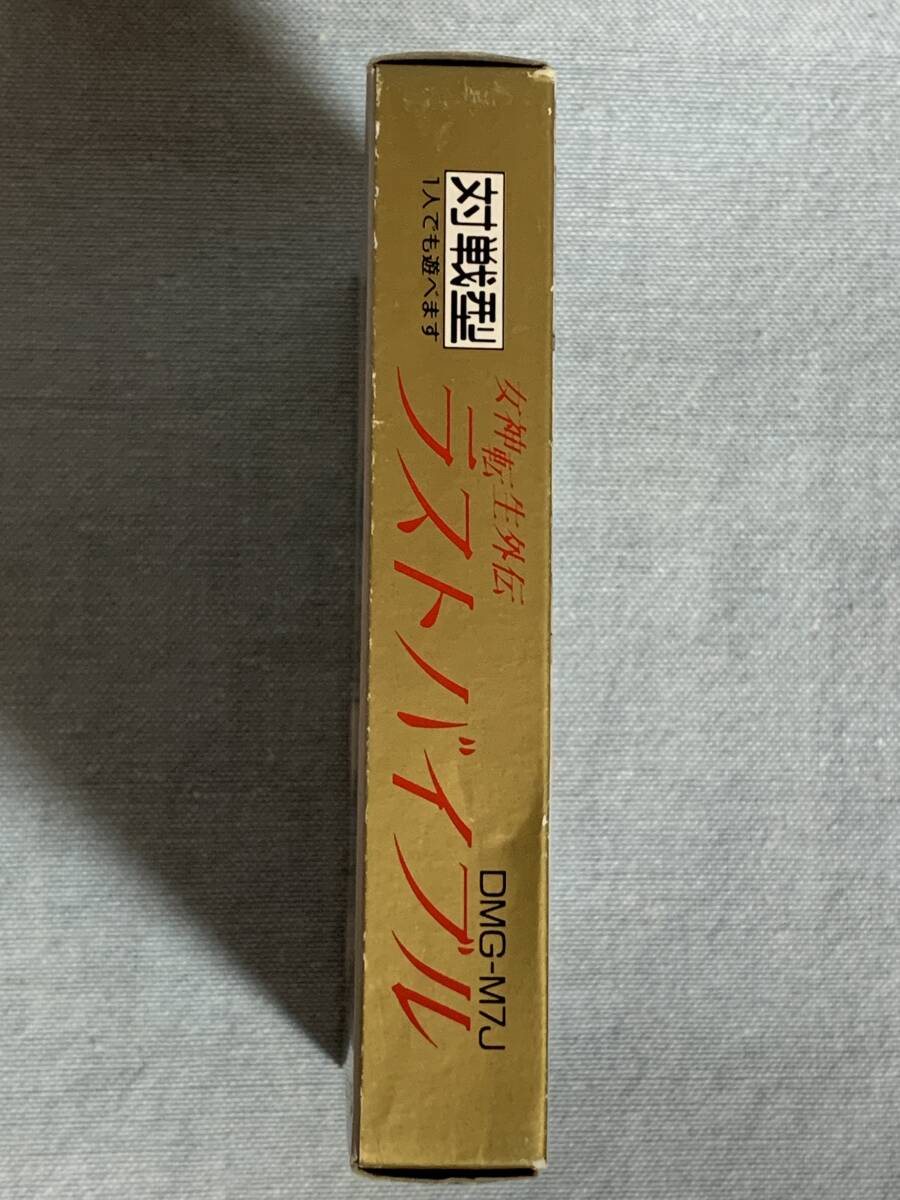 対戦型
1人でも遊べます
女神転生外伝
ラストバイブル
DMG-M7J